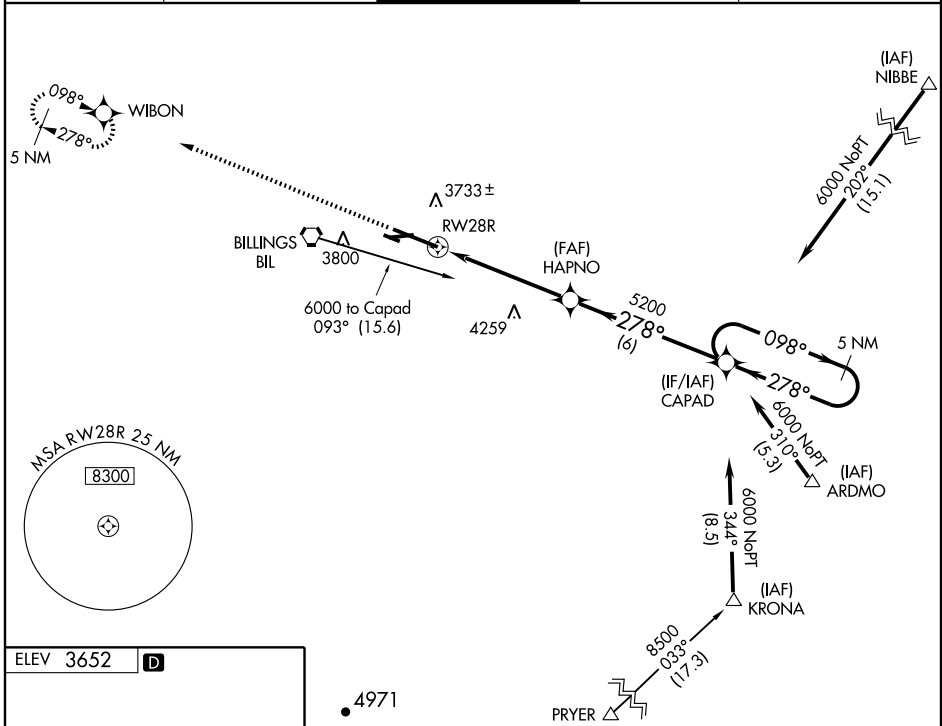 (IAF)
NIBBE
098°
WIBON
278°
5 NM
6000 NoPT
202°
(15.1)
3733±
RW28R
BILLINGS
BIL
3800
(FAF)
HAPNO
6000 to Capad
093° (15.6)
4259
5200
278°
(6)
098°
5 NM
278°
(IF/IAF)
CAPAD
6000 NoPT
310°
(5.3)
(IAF)
ARDMO
MSA RW28R 25 NM
8300
6000 NoPT
344°
(8.5)
(IAF)
KRONA
8500
033°
(17.3)
ELEV 3652 D
4971
PRYER